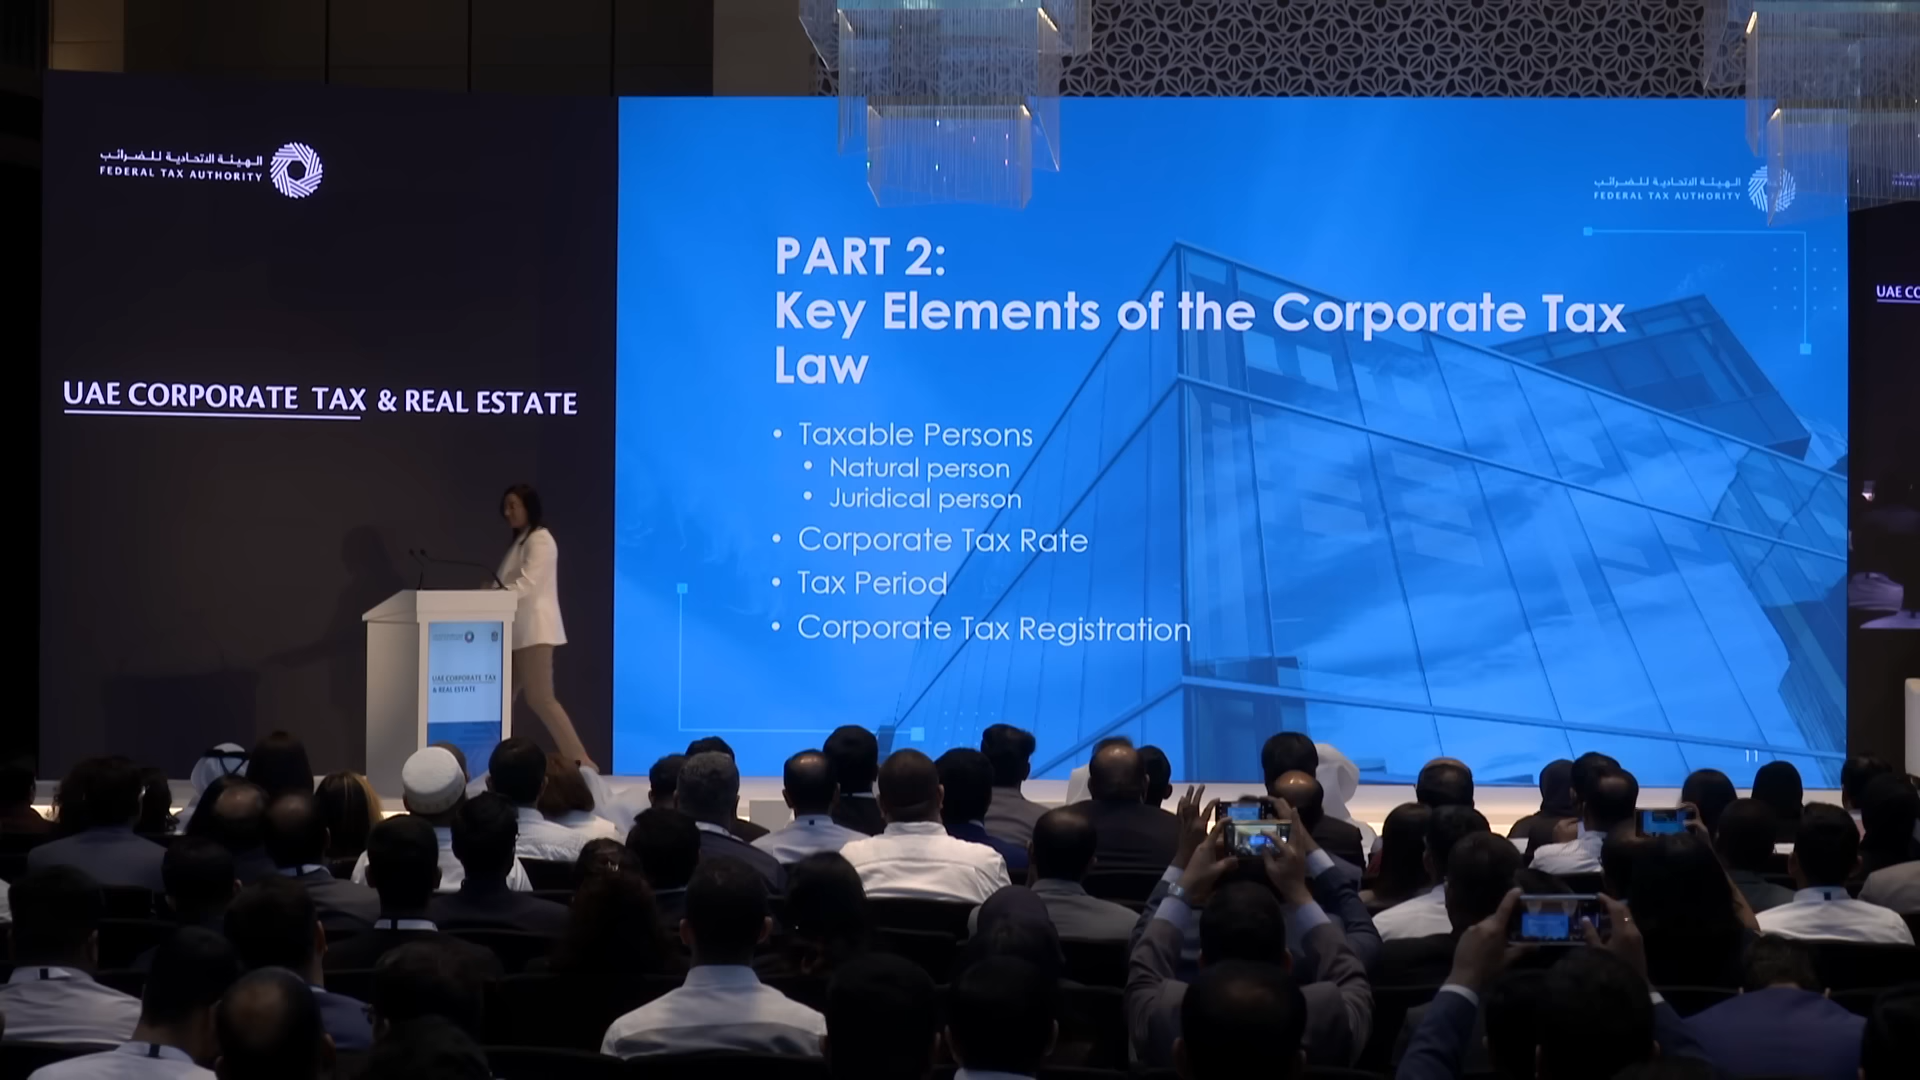 الهيئة الاتحادية للضرائب
FEDERAL TAX AUTHORITY
UAE CORPORATE TAX & REAL ESTATE
UAE CORPORATE TAX
& REAL ESTATE
الهيئة الاتحادية للضرائب
FEDERAL TAX AUTHORITY
PART 2:
Key Elements of the Corporate Tax
Law
• Taxable Persons
• Natural person
• Juridical person
• Corporate Tax Rate
• Tax Period
• Corporate Tax Registration
11
UAE CO